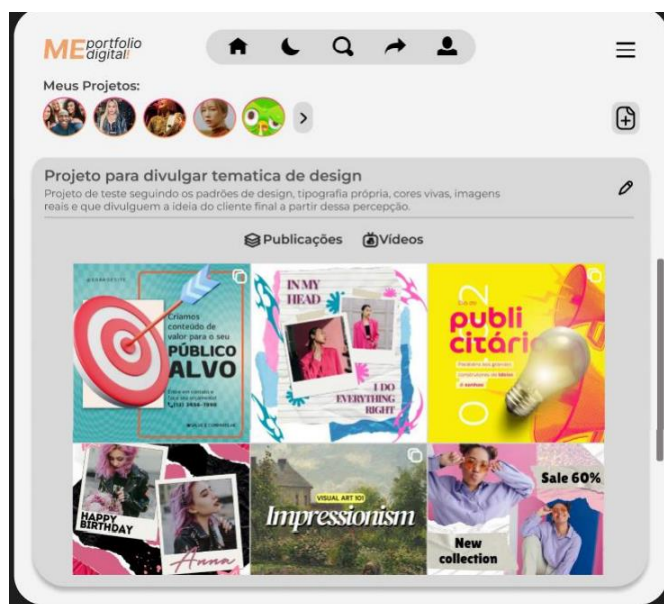 ME portfolio
digital!
Meus Projetos:
Projeto para divulgar tematica de design
Projeto de teste seguindo os padrões de design, tipografia própria, cores vivas, imagens
reais e que divulguem a ideia do cliente final a partir dessa percepção.
Publicações
Vídeos
Criamos
conteúdo de
valor para o seu
PÚBLICO
ALVO
IN MY
HEAD
I DO
EVERYTHING
RIGHT
publi
citário
HAPPY
BIRTHDAY
Anna
VISUAL ART 101
Impressionism
Sale 60%
New
collection